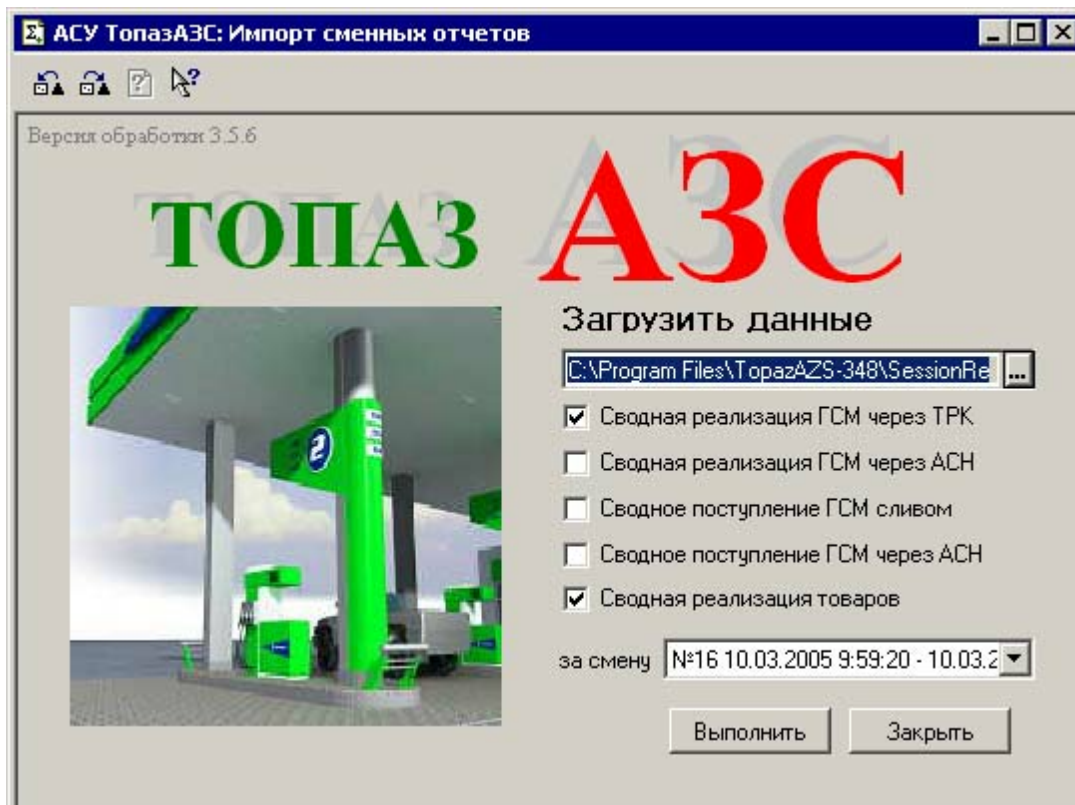 АСУ ТопазАЗС: Импорт сменных отчетов
Версия обработки 3.5.6
ТОПАЗ АЗС
Загрузить данные
C:\Program Files\TopazAZS-348\SessionRe ...
Сводная реализация ГСМ через ТРК
Сводная реализация ГСМ через АСН
Сводное поступление ГСМ сливом
Сводное поступление ГСМ через АСН
Сводная реализация товаров
за смену №16 10.03.2005 9:59:20 - 10.03.2
Выполнить Закрыть
2